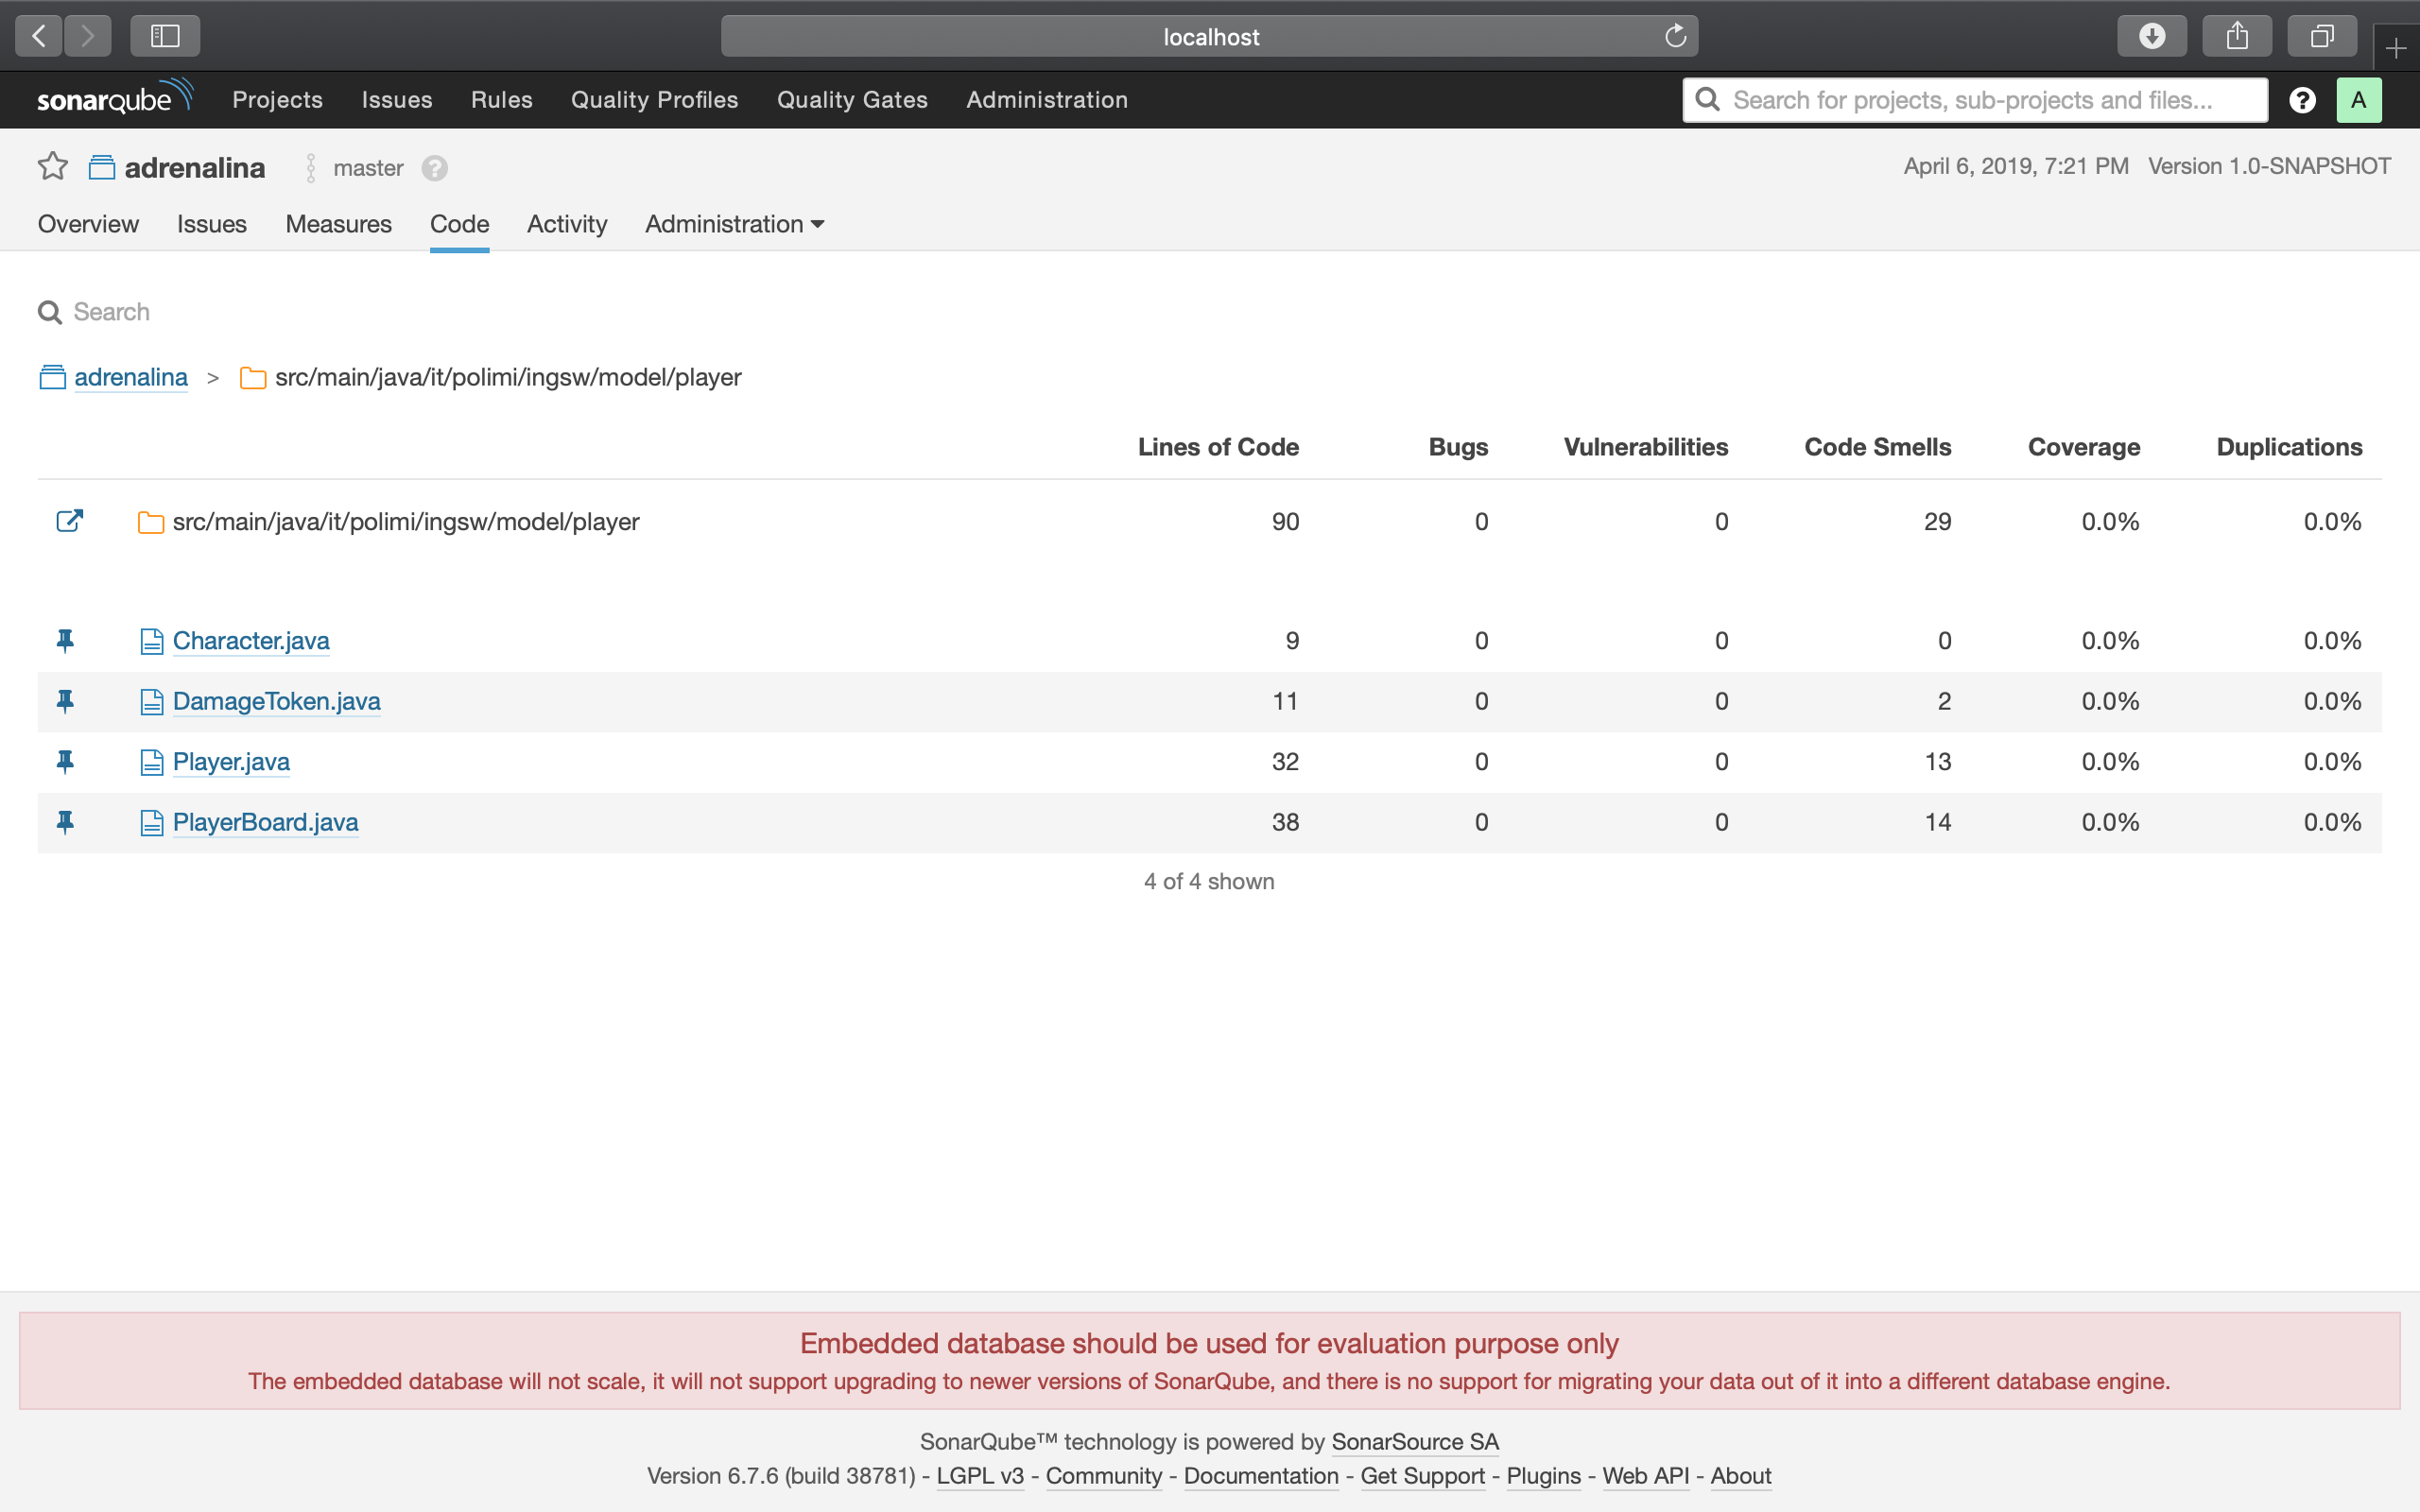 localhost
sonarqube Projects Issues Rules Quality Profiles Quality Gates Administration Search for projects, sub-projects and files... ? A
adrenalina master ? April 6, 2019, 7:21 PM Version 1.0-SNAPSHOT
Overview Issues Measures Code Activity Administration
Search
adrenalina > src/main/java/it/polimi/ingsw/model/player
Lines of Code Bugs Vulnerabilities Code Smells Coverage Duplications
src/main/java/it/polimi/ingsw/model/player 90 0 0 29 0.0% 0.0%
Character.java 9 0 0 0 0.0% 0.0%
DamageToken.java 11 0 0 2 0.0% 0.0%
Player.java 32 0 0 13 0.0% 0.0%
PlayerBoard.java 38 0 0 14 0.0% 0.0%
4 of 4 shown
Embedded database should be used for evaluation purpose only
The embedded database will not scale, it will not support upgrading to newer versions of SonarQube, and there is no support for migrating your data out of it into a different database engine.
SonarQube™ technology is powered by SonarSource SA
Version 6.7.6 (build 38781) - LGPL v3 - Community - Documentation - Get Support - Plugins - Web API - About